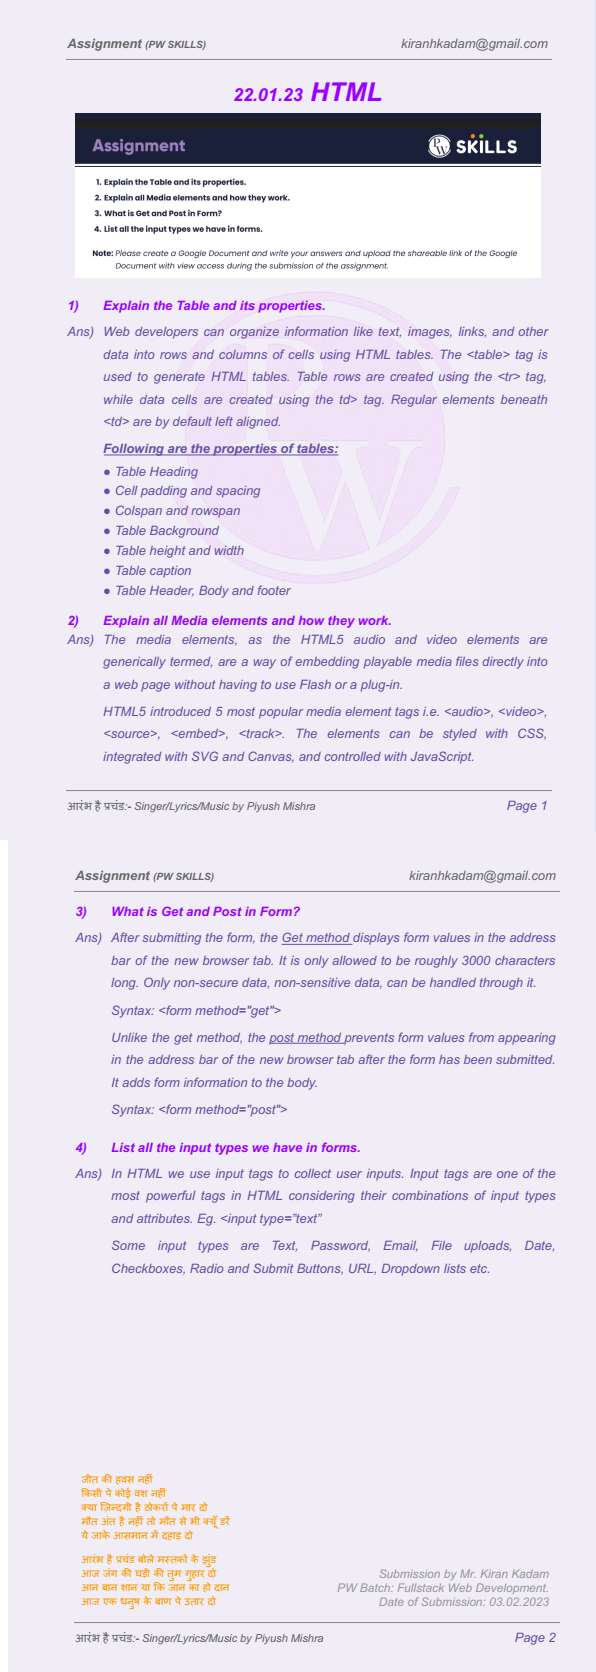 Assignment (PW SKILLS) kiranhkadam@gmail.com
22.01.23 HTML
Assignment
PW SKILLS
1. Explain the Table and its properties.
2. Explain all Media elements and how they work.
3. What is Get and Post in Form?
4. List all the input types we have in forms.
Note: Please create a Google Document and write your answers and upload the shareable link of the Google
Document with view access during the submission of the assignment.
1) Explain the Table and its properties.
Ans) Web developers can organize information like text, images, links, and other
data into rows and columns of cells using HTML tables. The <table> tag is
used to generate HTML tables. Table rows are created using the <tr> tag,
while data cells are created using the td> tag. Regular elements beneath
<td> are by default left aligned.
Following are the properties of tables:
● Table Heading
● Cell padding and spacing
● Colspan and rowspan
● Table Background
● Table height and width
● Table caption
● Table Header, Body and footer
2) Explain all Media elements and how they work.
Ans) The media elements, as the HTML5 audio and video elements are
generically termed, are a way of embedding playable media files directly into
a web page without having to use Flash or a plug-in.
HTML5 introduced 5 most popular media element tags i.e. <audio>, <video>,
<source>, <embed>, <track>. The elements can be styled with CSS,
integrated with SVG and Canvas, and controlled with JavaScript.
आरंभ है प्रचंड:- Singer/Lyrics/Music by Piyush Mishra Page 1
Assignment (PW SKILLS) kiranhkadam@gmail.com
3) What is Get and Post in Form?
Ans) After submitting the form, the Get method displays form values in the address
bar of the new browser tab. It is only allowed to be roughly 3000 characters
long. Only non-secure data, non-sensitive data, can be handled through it.
Syntax: <form method="get">
Unlike the get method, the post method prevents form values from appearing
in the address bar of the new browser tab after the form has been submitted.
It adds form information to the body.
Syntax: <form method="post">
4) List all the input types we have in forms.
Ans) In HTML we use input tags to collect user inputs. Input tags are one of the
most powerful tags in HTML considering their combinations of input types
and attributes. Eg. <input type="text"
Some input types are Text, Password, Email, File uploads, Date,
Checkboxes, Radio and Submit Buttons, URL, Dropdown lists etc.
जीत की हवस नहीं
किसी पे कोई वश नहीं
क्या ज़िन्दगी है ठोकरों पे मार दो
मौत अंत है नहीं तो मौत से भी क्यूँ डरें
ये जाके आसमान में दहाड़ दो
आरंभ है प्रचंड बोले मस्तकों के झुंड
आज जंग की घडी की तुम गुहार दो
आन बान शान या कि जान का हो दान
आज एक धनुष के बाण पे उतार दो
Submission by Mr. Kiran Kadam
PW Batch: Fullstack Web Development.
Date of Submission: 03.02.2023
आरंभ है प्रचंड:- Singer/Lyrics/Music by Piyush Mishra Page 2